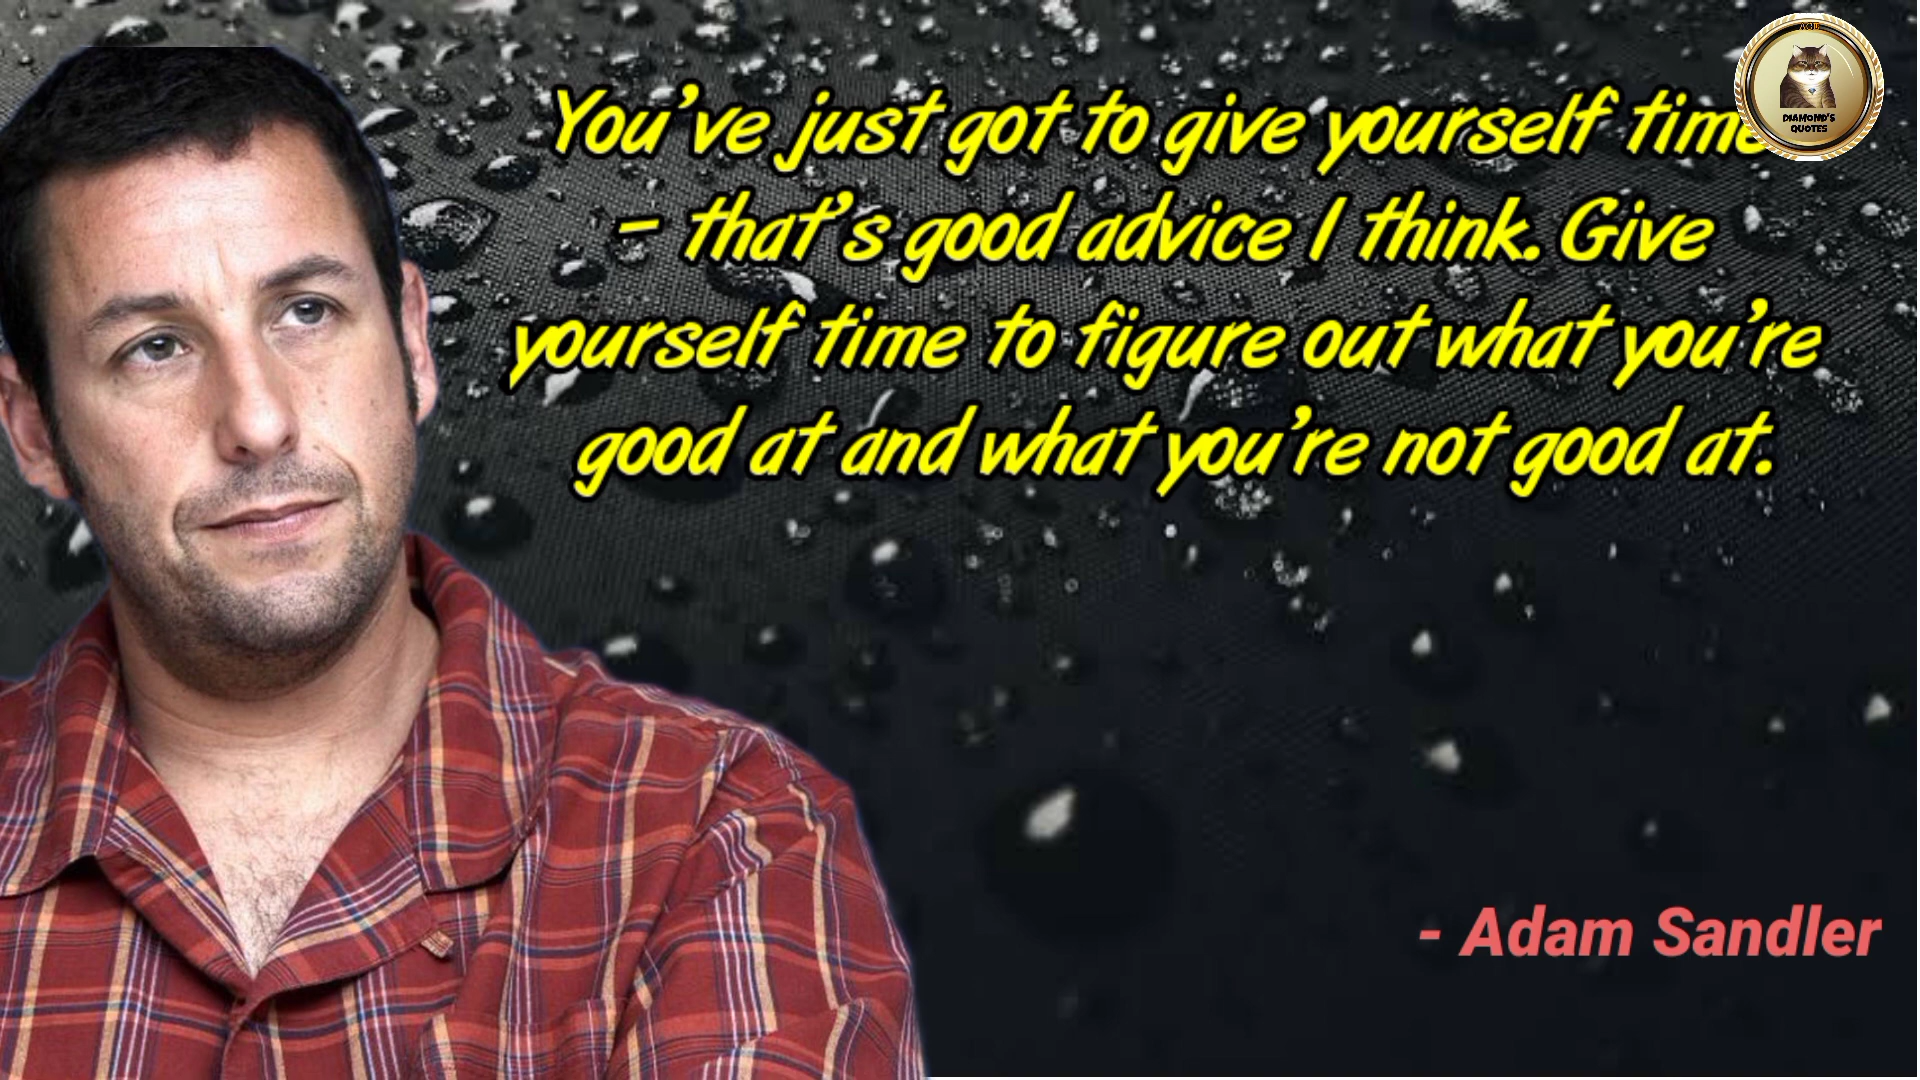 You've just got to give yourself time
- that's good advice I think. Give
yourself time to figure out what you're
good at and what you're not good at.
- Adam Sandler
DIAMOND'S
QUOTES